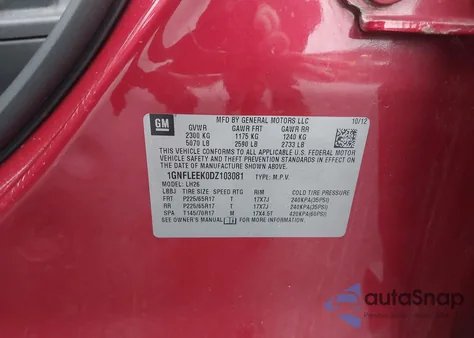 GM
MFD BY GENERAL MOTORS LLC 10/12
GVWR GAWR FRT GAWR RR
2300 KG 1175 KG 1240 KG
5070 LB 2590 LB 2733 LB
THIS VEHICLE CONFORMS TO ALL APPLICABLE U.S. FEDERAL MOTOR
VEHICLE SAFETY AND THEFT PREVENTION STANDARDS IN EFFECT ON
THE DATE OF MANUFACTURE SHOWN ABOVE.
1GNFLEEK0DZ103081 TYPE: M.P.V.
MODEL: LH26
LBBJ TIRE SIZE SPEED RTG RIM COLD TIRE PRESSURE
FRT P225/65R17 T 17X7J 240KPA(35PSI)
RR P225/65R17 T 17X7J 240KPA(35PSI)
SPA T145/70R17 M 17X4.5T 420KPA(60PSI)
SEE OWNER'S MANUAL FOR MORE INFORMATION.
autoSnap